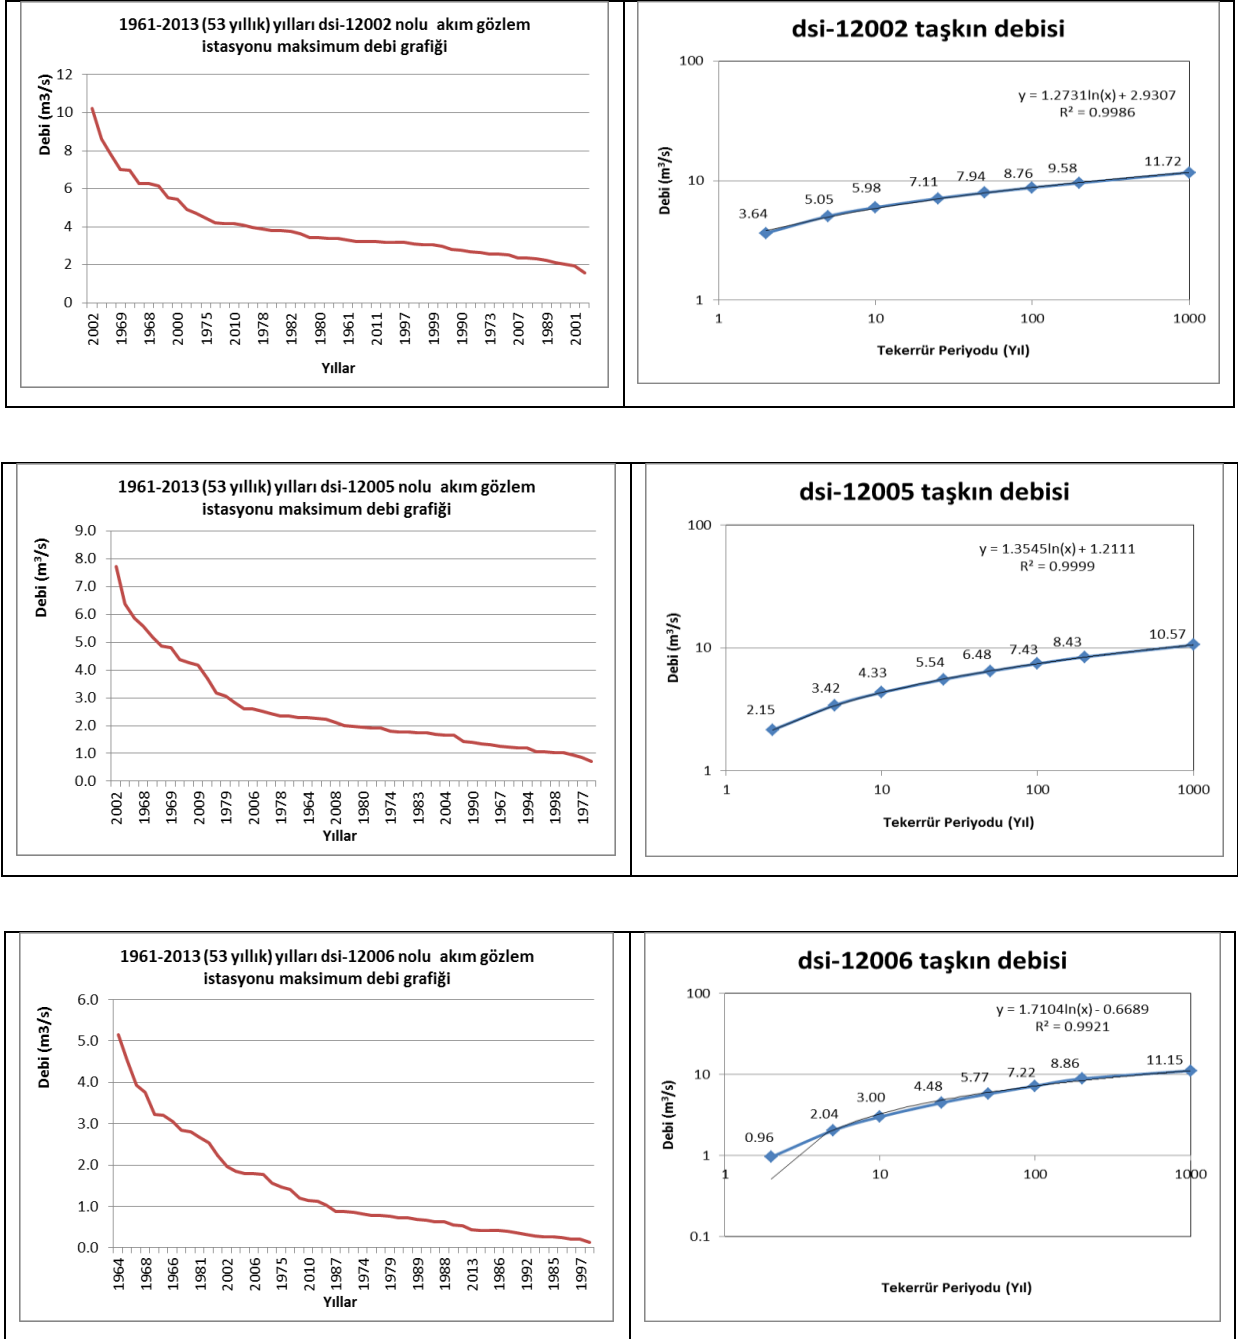 1961-2013 (53 yıllık) yılları dsi-12002 nolu akım gözlem
istasyonu maksimum debi grafiği
Debi (m3/s)
12
10
8
6
4
2
0
2002 1969 1968 2000 1975 2010 1978 1982 1980 1961 2011 1997 1999 1990 1973 2007 1989 2001
Yıllar
dsi-12002 taşkın debisi
y = 1.2731ln(x) + 2.9307
R² = 0.9986
Debi (m³/s)
100
10
1
3.64 5.05 5.98 7.11 7.94 8.76 9.58 11.72
1 10 100 1000
Tekerrür Periyodu (Yıl)
1961-2013 (53 yıllık) yılları dsi-12005 nolu akım gözlem
istasyonu maksimum debi grafiği
Debi (m³/s)
9.0
8.0
7.0
6.0
5.0
4.0
3.0
2.0
1.0
0.0
2002 1968 1969 2009 1979 2006 1978 1964 2008 1980 1974 1983 2004 1990 1967 1994 1998 1977
Yıllar
dsi-12005 taşkın debisi
y = 1.3545ln(x) + 1.2111
R² = 0.9999
Debi (m³/s)
100
10
1
2.15 3.42 4.33 5.54 6.48 7.43 8.43 10.57
1 10 100 1000
Tekerrür Periyodu (Yıl)
1961-2013 (53 yıllık) yılları dsi-12006 nolu akım gözlem
istasyonu maksimum debi grafiği
Debi (m3/s)
6.0
5.0
4.0
3.0
2.0
1.0
0.0
1964 1968 1966 1981 2002 2006 1975 2010 1987 1974 1979 1989 1988 2013 1986 1992 1985 1997
Yıllar
dsi-12006 taşkın debisi
y = 1.7104ln(x) - 0.6689
R² = 0.9921
Debi (m³/s)
100
10
1
0.1
0.96 2.04 3.00 4.48 5.77 7.22 8.86 11.15
1 10 100 1000
Tekerrür Periyodu (Yıl)